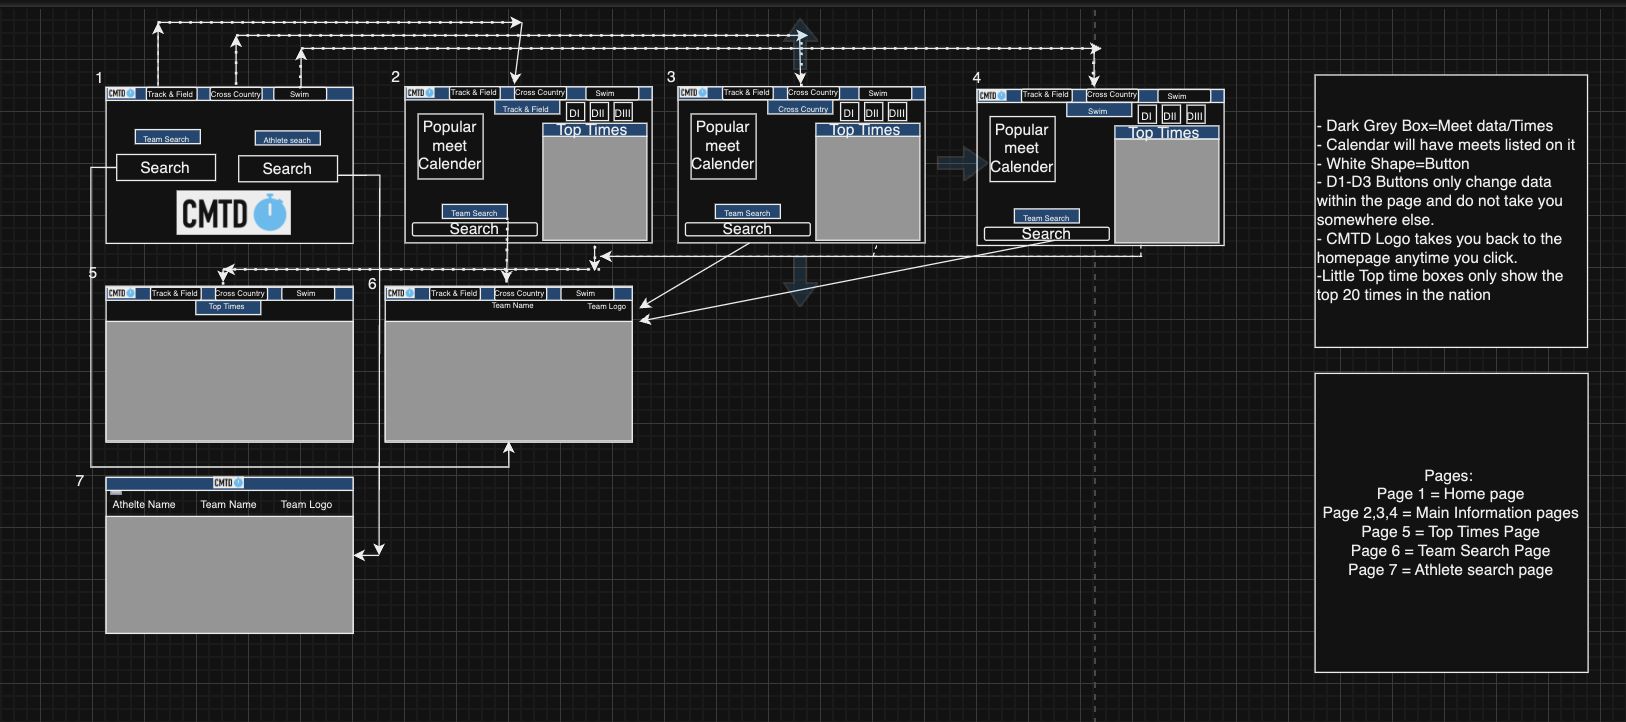 1
CMTD
Track & Field
Cross Country
Swim
Team Search
Athlete seach
Search
Search
CMTD
2
CMTD
Track & Field
Cross Country
Swim
Track & Field
DI
DII
DIII
Popular
meet
Calender
Top Times
Team Search
Search
3
CMTD
Track & Field
Cross Country
Swim
Cross Country
DI
DII
DIII
Popular
meet
Calender
Top Times
Team Search
Search
4
CMTD
Track & Field
Cross Country
Swim
Swim
DI
DII
DIII
Popular
meet
Calender
Top Times
Team Search
Search
5
CMTD
Track & Field
Cross Country
Swim
Top Times
6
CMTD
Track & Field
Cross Country
Swim
Team Name
Team Logo
7
CMTD
Athelte Name
Team Name
Team Logo
- Dark Grey Box=Meet data/Times
- Calendar will have meets listed on it
- White Shape=Button
- D1-D3 Buttons only change data
within the page and do not take you
somewhere else.
- CMTD Logo takes you back to the
homepage anytime you click.
-Little Top time boxes only show the
top 20 times in the nation
Pages:
Page 1 = Home page
Page 2,3,4 = Main Information pages
Page 5 = Top Times Page
Page 6 = Team Search Page
Page 7 = Athlete search page